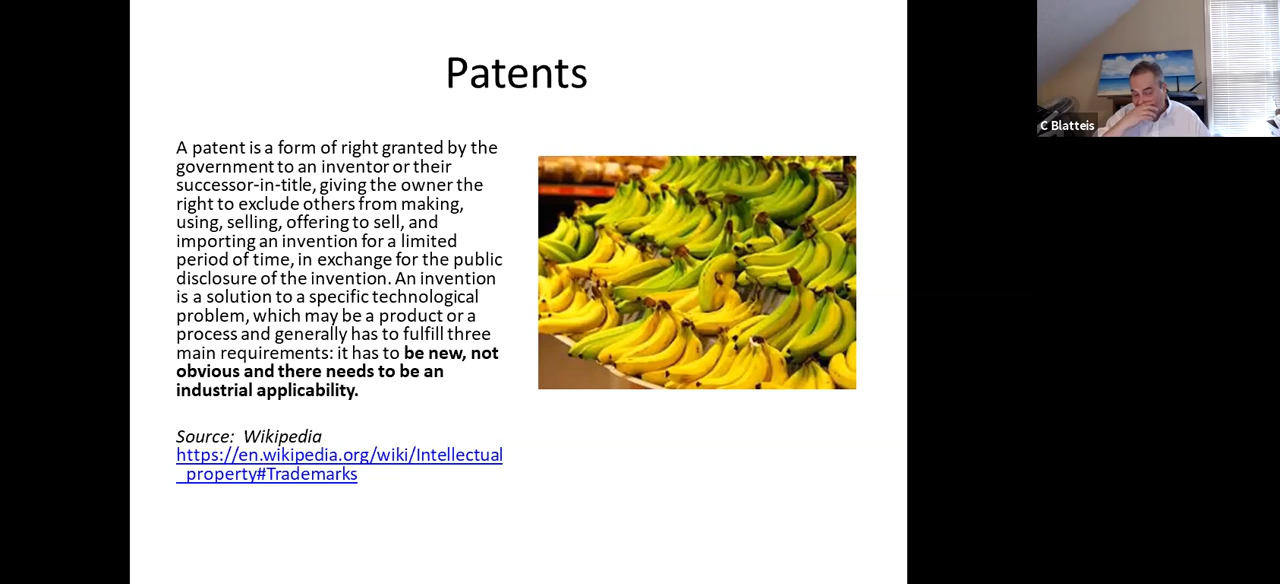 Patents
A patent is a form of right granted by the
government to an inventor or their
successor-in-title, giving the owner the
right to exclude others from making,
using, selling, offering to sell, and
importing an invention for a limited
period of time, in exchange for the public
disclosure of the invention. An invention
is a solution to a specific technological
problem, which may be a product or a
process and generally has to fulfill three
main requirements: it has to be new, not
obvious and there needs to be an
industrial applicability.
Source: Wikipedia
https://en.wikipedia.org/wiki/Intellectual
_property#Trademarks
C Blatteis